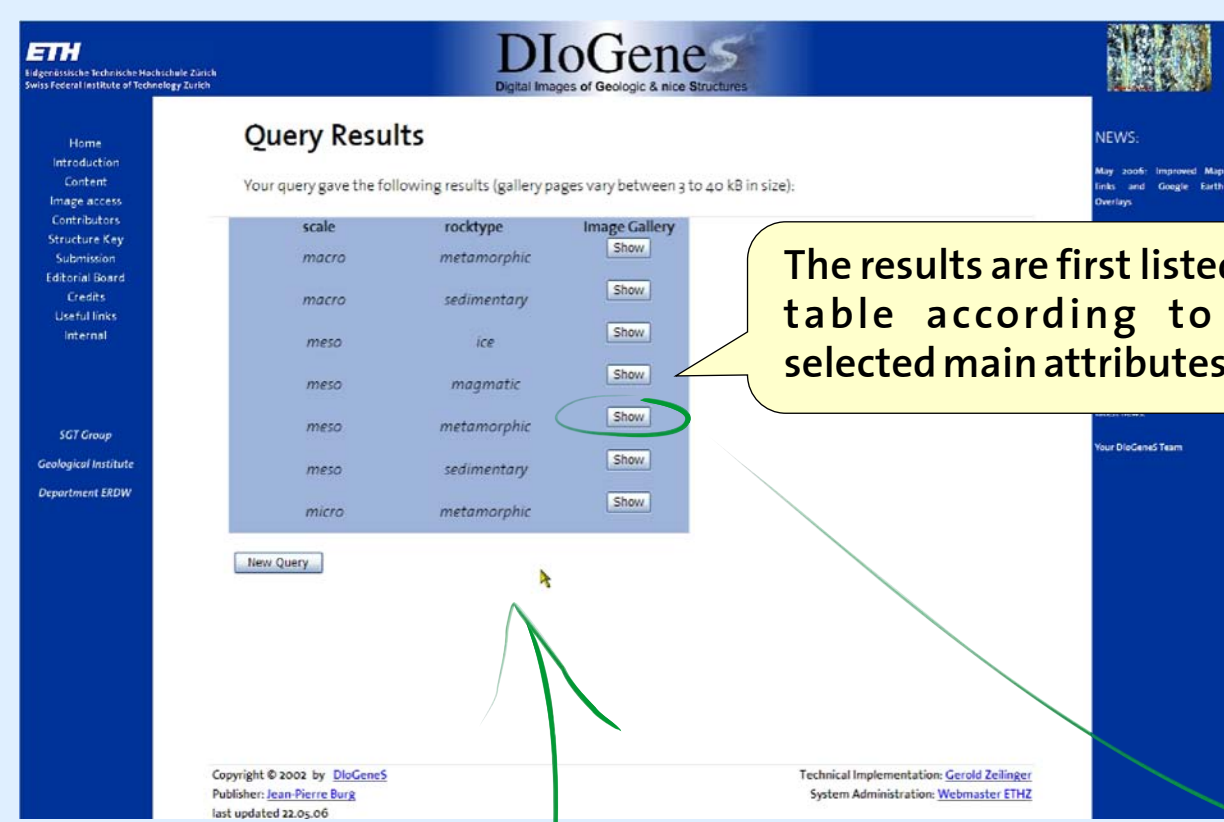 ETH
Eidgenössische Technische Hochschule Zürich
Swiss Federal Institute of Technology Zurich
DIoGeneS
Digital Images of Geologic & nice Structures
Home
Introduction
Content
Image access
Contributors
Structure Key
Submission
Editorial Board
Credits
Useful links
Internal
SGT Group
Geological Institute
Department ERDW
Query Results
Your query gave the following results (gallery pages vary between 3 to 40 kB in size):
scale rocktype Image Gallery
macro metamorphic Show
macro sedimentary Show
meso ice Show
meso magmatic Show
meso metamorphic Show
meso sedimentary Show
micro metamorphic Show
New Query
The results are first listed
table according to
selected main attributes
NEWS:
May 2006: Improved Map
links and Google Earth
Overlays
Your DIoGeneS Team
Copyright © 2002 by DIoGeneS
Publisher: Jean-Pierre Burg
last updated 22.05.06
Technical Implementation: Gerold Zeilinger
System Administration: Webmaster ETHZ